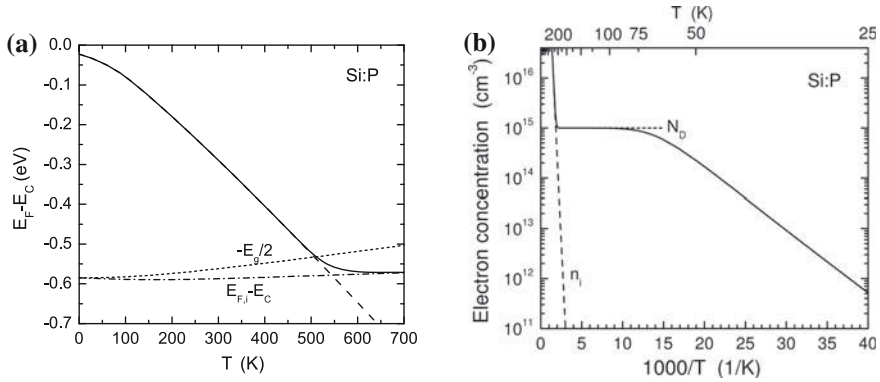 (a)
0.0
-0.1
-0.2
-0.3
-0.4
-0.5
-0.6
-0.7
E_F-E_C (eV)
Si:P
-E_g/2
E_F,i-E_C
0 100 200 300 400 500 600 700
T (K)
(b)
T (K)
200 100 75 50 25
10^16
10^15
10^14
10^13
10^12
10^11
Electron concentration (cm^-3)
Si:P
N_D
n_i
0 5 10 15 20 25 30 35 40
1000/T (1/K)